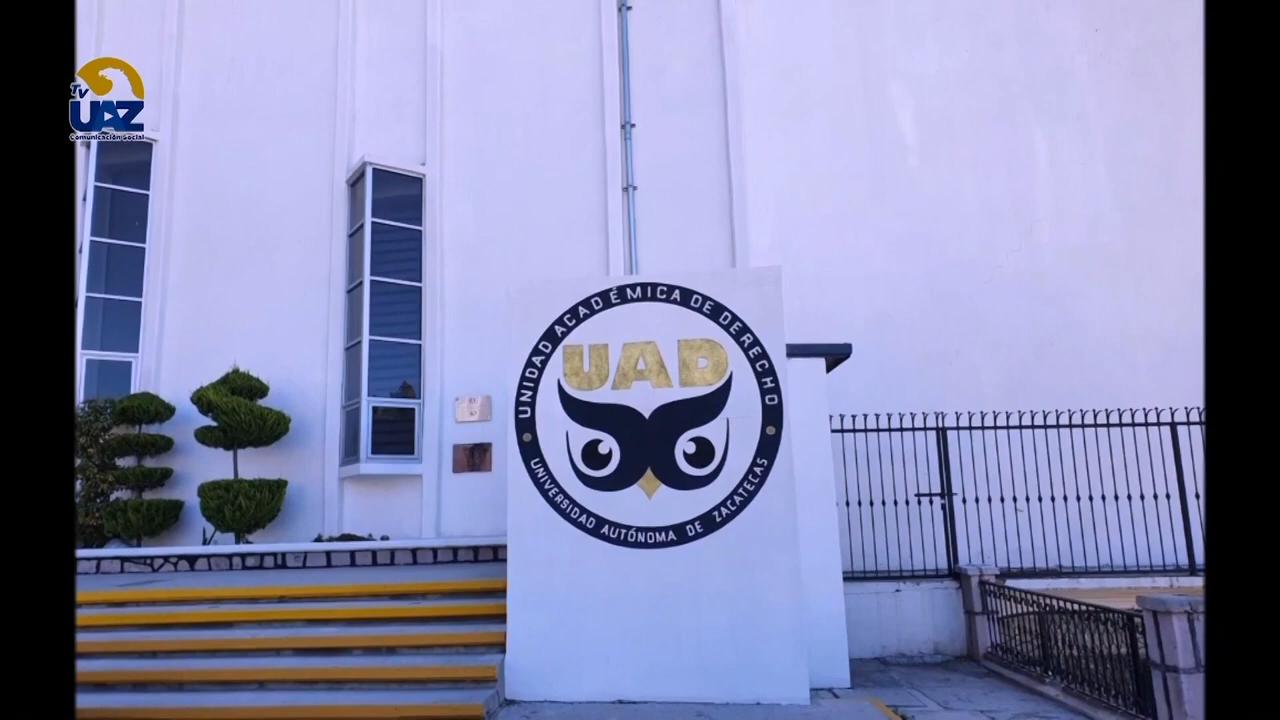 Tv
UAZ
Comunicación Social
UNIDAD ACADÉMICA DE DERECHO
UAD
UNIVERSIDAD AUTÓNOMA DE ZACATECAS